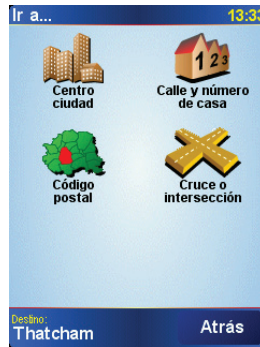 Ir a...
13:33
Centro
ciudad
Calle y número
de casa
123
Código
postal
Cruce o
intersección
Destino:
Thatcham
Atrás